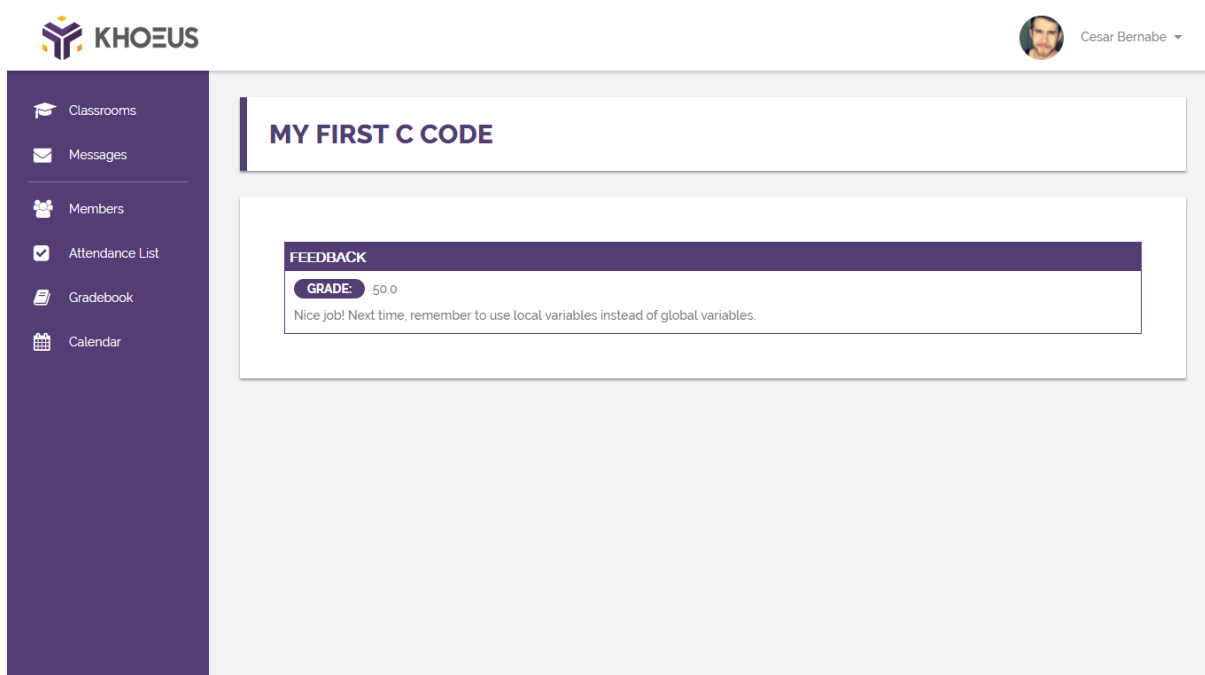 KHOEUS
Cesar Bernabe
Classrooms
Messages
Members
Attendance List
Gradebook
Calendar
MY FIRST C CODE
FEEDBACK
GRADE: 50.0
Nice job! Next time, remember to use local variables instead of global variables.